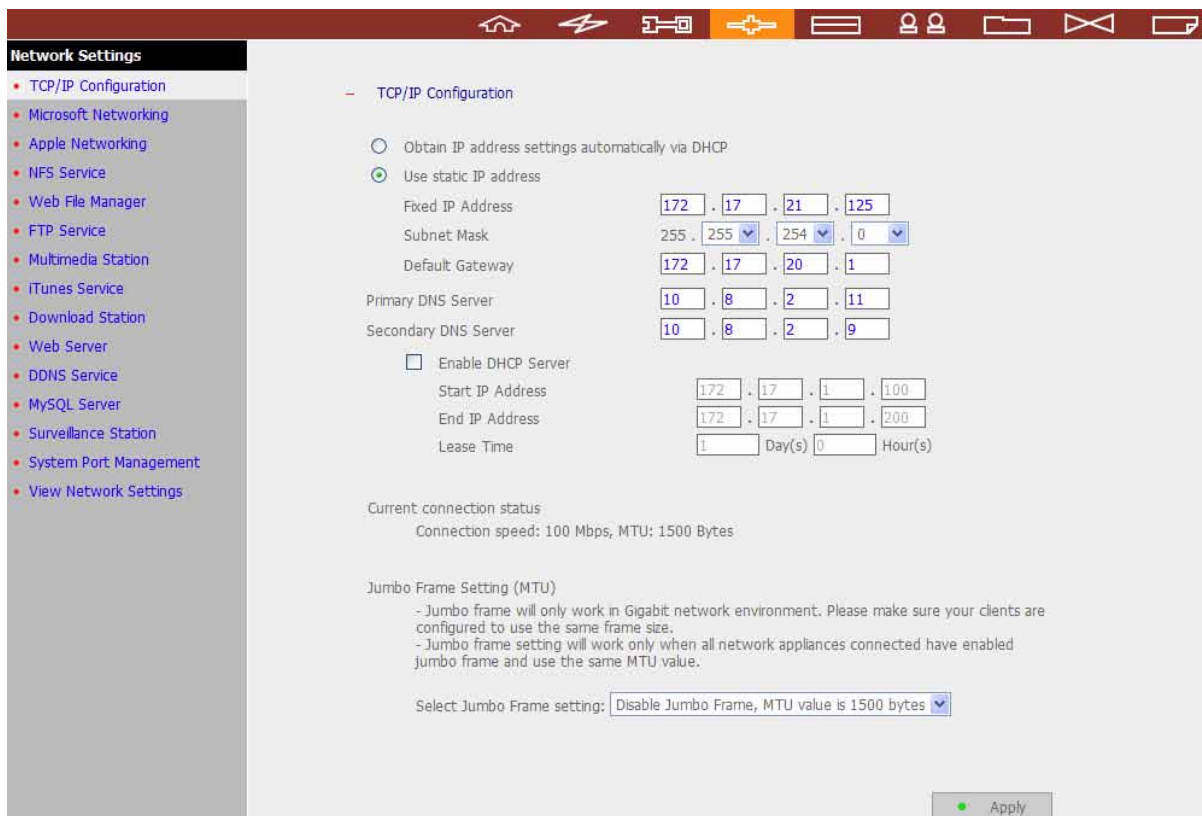 Network Settings
TCP/IP Configuration
Microsoft Networking
Apple Networking
NFS Service
Web File Manager
FTP Service
Multimedia Station
iTunes Service
Download Station
Web Server
DDNS Service
MySQL Server
Surveillance Station
System Port Management
View Network Settings
– TCP/IP Configuration
Obtain IP address settings automatically via DHCP
Use static IP address
Fixed IP Address 172 . 17 . 21 . 125
Subnet Mask 255 . 255 . 254 . 0
Default Gateway 172 . 17 . 20 . 1
Primary DNS Server 10 . 8 . 2 . 11
Secondary DNS Server 10 . 8 . 2 . 9
Enable DHCP Server
Start IP Address 172 . 17 . 1 . 100
End IP Address 172 . 17 . 1 . 200
Lease Time 1 Day(s) 0 Hour(s)
Current connection status
Connection speed: 100 Mbps, MTU: 1500 Bytes
Jumbo Frame Setting (MTU)
- Jumbo frame will only work in Gigabit network environment. Please make sure your clients are
configured to use the same frame size.
- Jumbo frame setting will work only when all network appliances connected have enabled
jumbo frame and use the same MTU value.
Select Jumbo Frame setting: Disable Jumbo Frame, MTU value is 1500 bytes
Apply